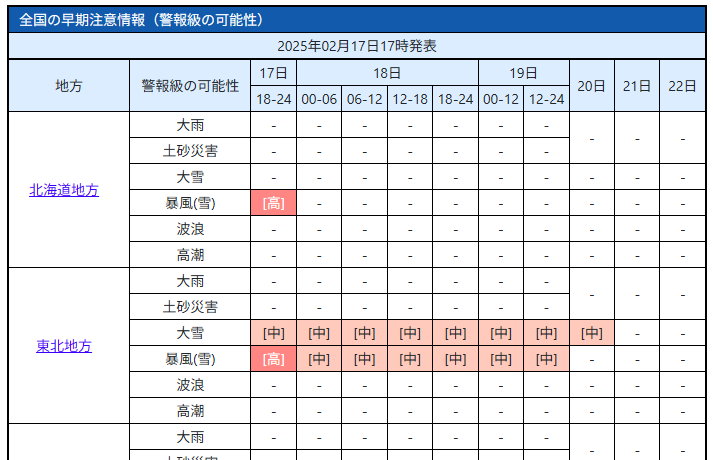 全国の早期注意情報（警報級の可能性）
2025年02月17日17時発表
地方 警報級の可能性 17日 18日 19日 20日 21日 22日
18-24 00-06 06-12 12-18 18-24 00-12 12-24
北海道地方
大雨 - - - - - - - - - -
土砂災害 - - - - - - -
大雪 - - - - - - - - - -
暴風(雪) [高] - - - - - - - - -
波浪 - - - - - - - - - -
高潮 - - - - - - - - - -
東北地方
大雨 - - - - - - - - - -
土砂災害 - - - - - - -
大雪 [中] [中] [中] [中] [中] [中] [中] [中] - -
暴風(雪) [高] [中] [中] [中] [中] [中] [中] - - -
波浪 - - - - - - - - - -
高潮 - - - - - - - - - -
大雨 - - - - - - - - - -